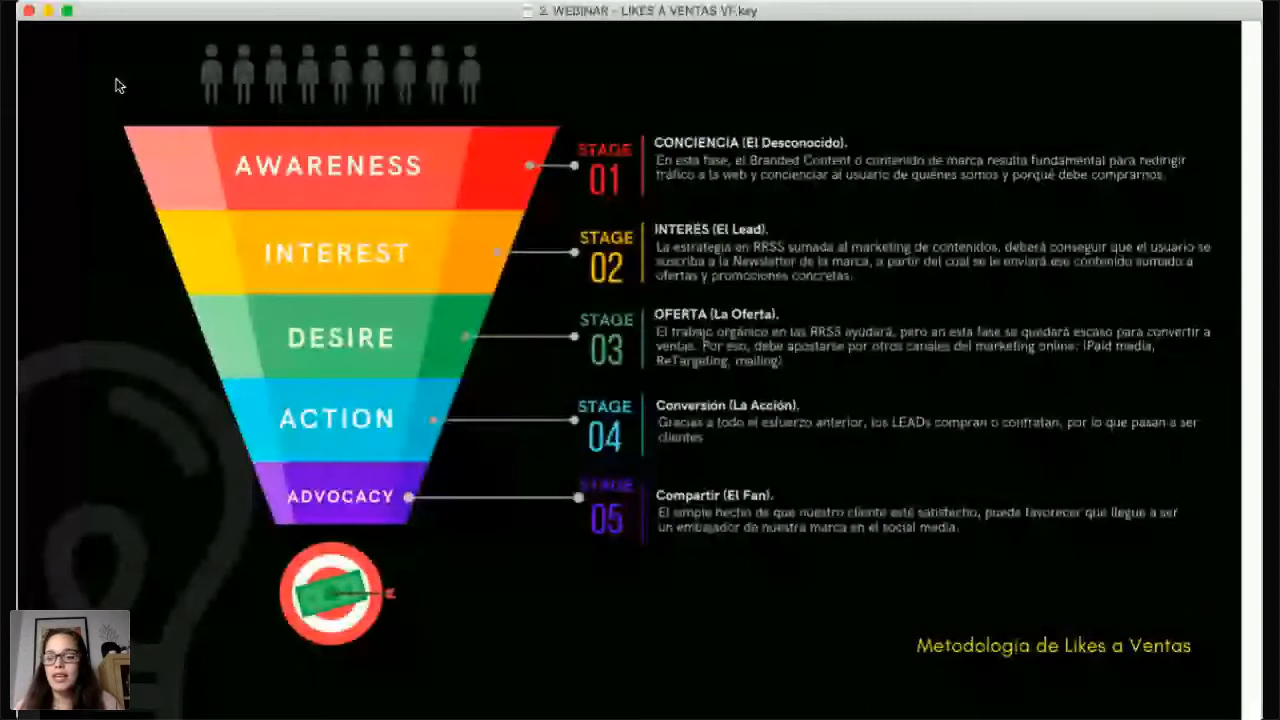 2. WEBINAR - LIKES A VENTAS VF.key
AWARENESS
STAGE
01
CONCIENCIA (El Desconocido).
En esta fase, el Branded Content o contenido de marca resulta fundamental para redirigir
tráfico a la web y concienciar al usuario de quiénes somos y porqué debe comprarnos.
INTEREST
STAGE
02
INTERÉS (El Lead).
La estrategia en RRSS sumada al marketing de contenidos, deberá conseguir que el usuario se
suscriba a la Newsletter de la marca, a partir del cual se le enviará ese contenido sumado a
ofertas y promociones concretas.
DESIRE
STAGE
03
OFERTA (La Oferta).
El trabajo orgánico en las RRSS ayudará, pero en esta fase se quedará escaso para convertir a
ventas. Por eso, debe apostarse por otros canales del marketing online: (Paid media,
ReTargeting, mailing)
ACTION
STAGE
04
Conversión (La Acción).
Gracias a todo el esfuerzo anterior, los LEADs compran o contratan, por lo que pasan a ser
clientes
ADVOCACY
STAGE
05
Compartir (El Fan).
El simple hecho de que nuestro cliente esté satisfecho, puede favorecer que llegue a ser
un embajador de nuestra marca en el social media.
Metodología de Likes a Ventas